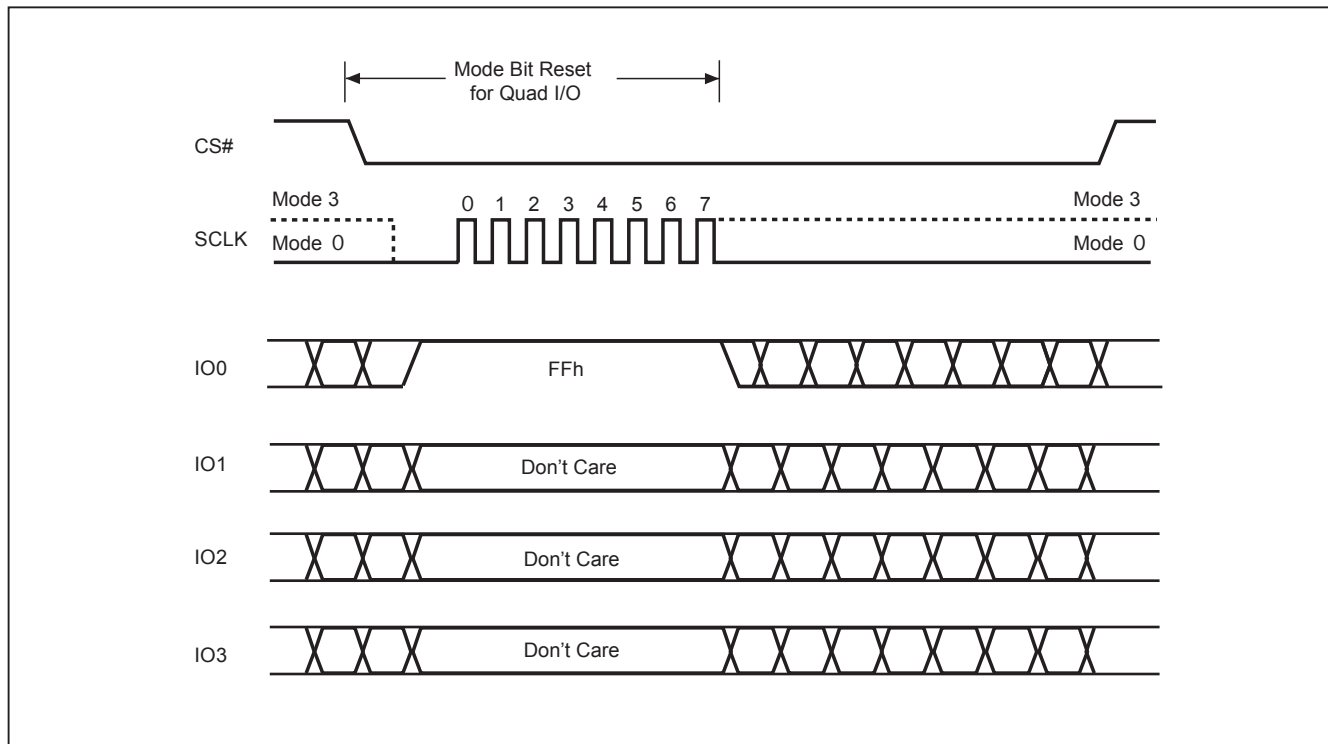 Mode Bit Reset
for Quad I/O
CS#
Mode 3
Mode 3
0 1 2 3 4 5 6 7
SCLK
Mode 0
Mode 0
IO0
FFh
IO1
Don't Care
IO2
Don't Care
IO3
Don't Care